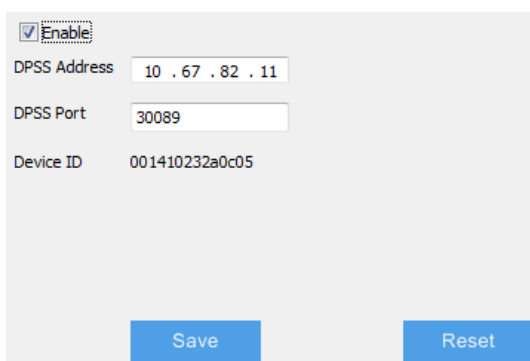 Enable
DPSS Address 10 . 67 . 82 . 11
DPSS Port 30089
Device ID 001410232a0c05
Save Reset